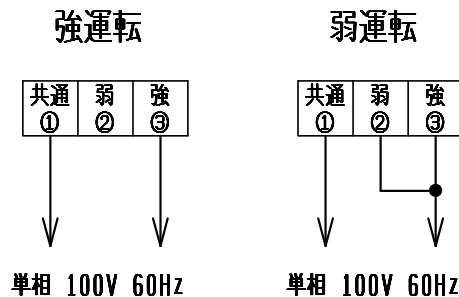 強運転 弱運転
共通 弱 強 共通 弱 強
① ② ③ ① ② ③
単相 100V 60Hz 単相 100V 60Hz